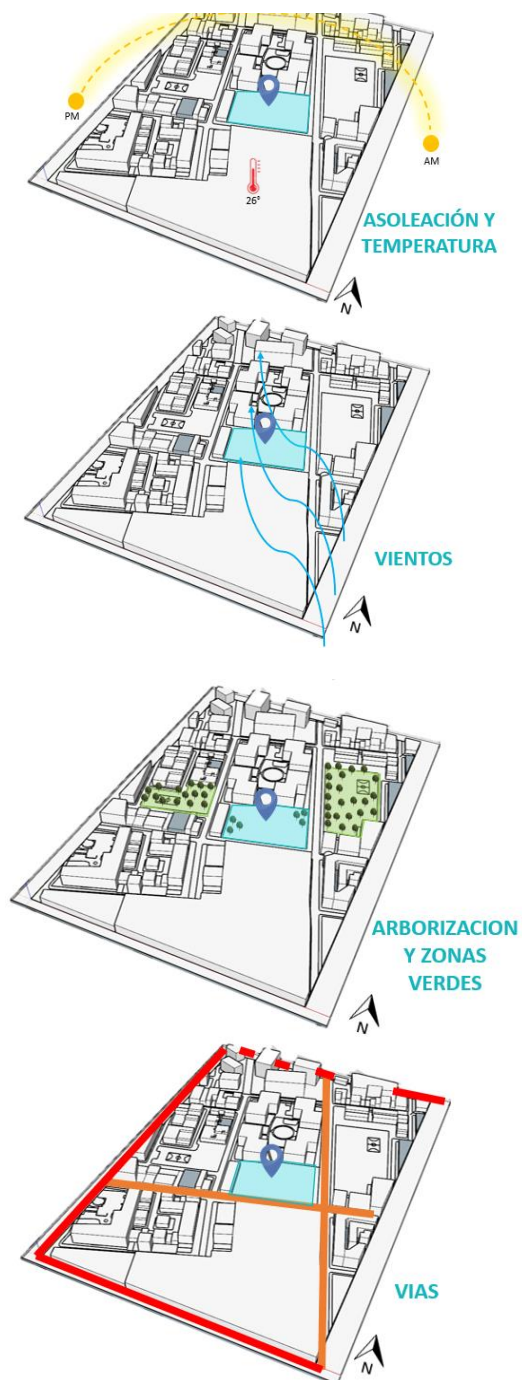 PM
AM
26°
ASOLEACIÓN Y
TEMPERATURA
N
VIENTOS
N
ARBORIZACION
Y ZONAS
VERDES
N
VIAS
N